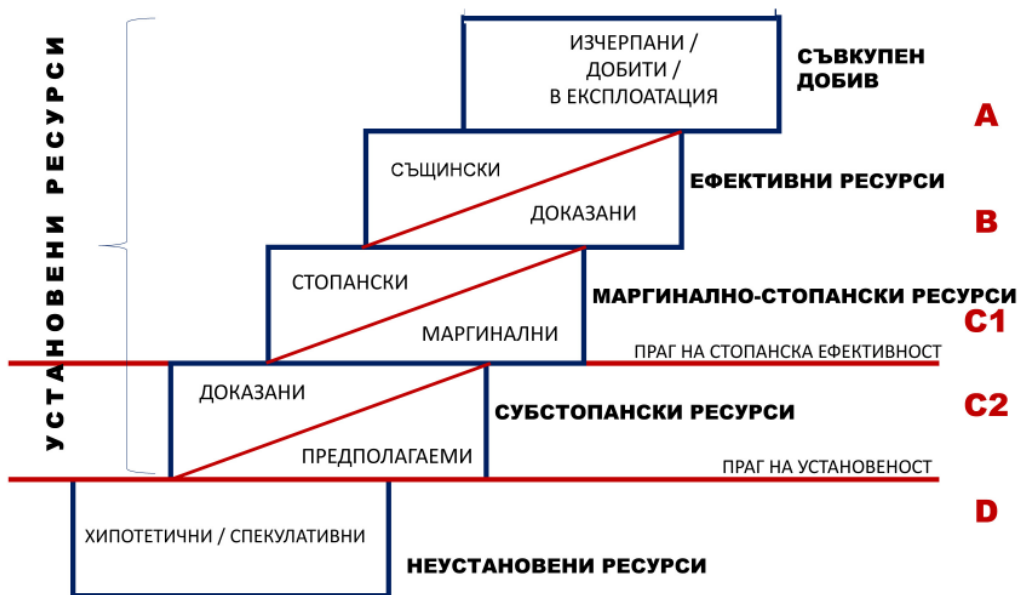 УСТАНОВЕНИ РЕСУРСИ
ИЗЧЕРПАНИ /
ДОБИТИ /
В ЕКСПЛОАТАЦИЯ
СЪВКУПЕН
ДОБИВ
A
СЪЩИНСКИ
ДОКАЗАНИ
ЕФЕКТИВНИ РЕСУРСИ
B
СТОПАНСКИ
МАРГИНАЛНИ
МАРГИНАЛНО-СТОПАНСКИ РЕСУРСИ
C1
ПРАГ НА СТОПАНСКА ЕФЕКТИВНОСТ
ДОКАЗАНИ
ПРЕДПОЛАГАЕМИ
СУБСТОПАНСКИ РЕСУРСИ
C2
ПРАГ НА УСТАНОВЕНОСТ
ХИПОТЕТИЧНИ / СПЕКУЛАТИВНИ
НЕУСТАНОВЕНИ РЕСУРСИ
D